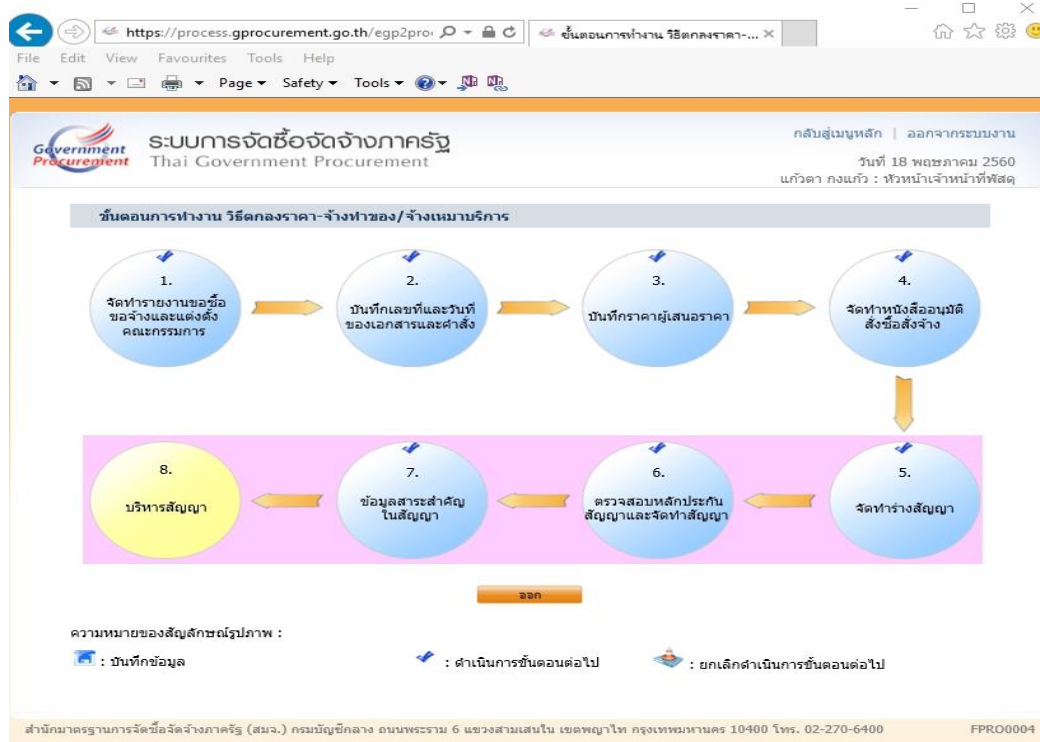 https://process.gprocurement.go.th/egp2pro
ขั้นตอนการทำงาน วิธีตกลงราคา-...
File Edit View Favourites Tools Help
Page Safety Tools
Government Procurement
ระบบการจัดซื้อจัดจ้างภาครัฐ
Thai Government Procurement
กลับสู่เมนูหลัก | ออกจากระบบงาน
วันที่ 18 พฤษภาคม 2560
แก้วตา กงแก้ว : หัวหน้าเจ้าหน้าที่พัสดุ
ขั้นตอนการทำงาน วิธีตกลงราคา-จ้างทำของ/จ้างเหมาบริการ
1.
จัดทำรายงานขอซื้อ
ขอจ้างและแต่งตั้ง
คณะกรรมการ
2.
บันทึกเลขที่และวันที่
ของเอกสารและคำสั่ง
3.
บันทึกราคาผู้เสนอราคา
4.
จัดทำหนังสืออนุมัติ
สั่งซื้อสั่งจ้าง
5.
จัดทำร่างสัญญา
6.
ตรวจสอบหลักประกัน
สัญญาและจัดทำสัญญา
7.
ข้อมูลสาระสำคัญ
ในสัญญา
8.
บริหารสัญญา
ออก
ความหมายของสัญลักษณ์รูปภาพ :
: บันทึกข้อมูล
: ดำเนินการขั้นตอนต่อไป
: ยกเลิกดำเนินการขั้นตอนต่อไป
สำนักมาตรฐานการจัดซื้อจัดจ้างภาครัฐ (สมจ.) กรมบัญชีกลาง ถนนพระราม 6 แขวงสามเสนใน เขตพญาไท กรุงเทพมหานคร 10400 โทร. 02-270-6400
FPRO0004